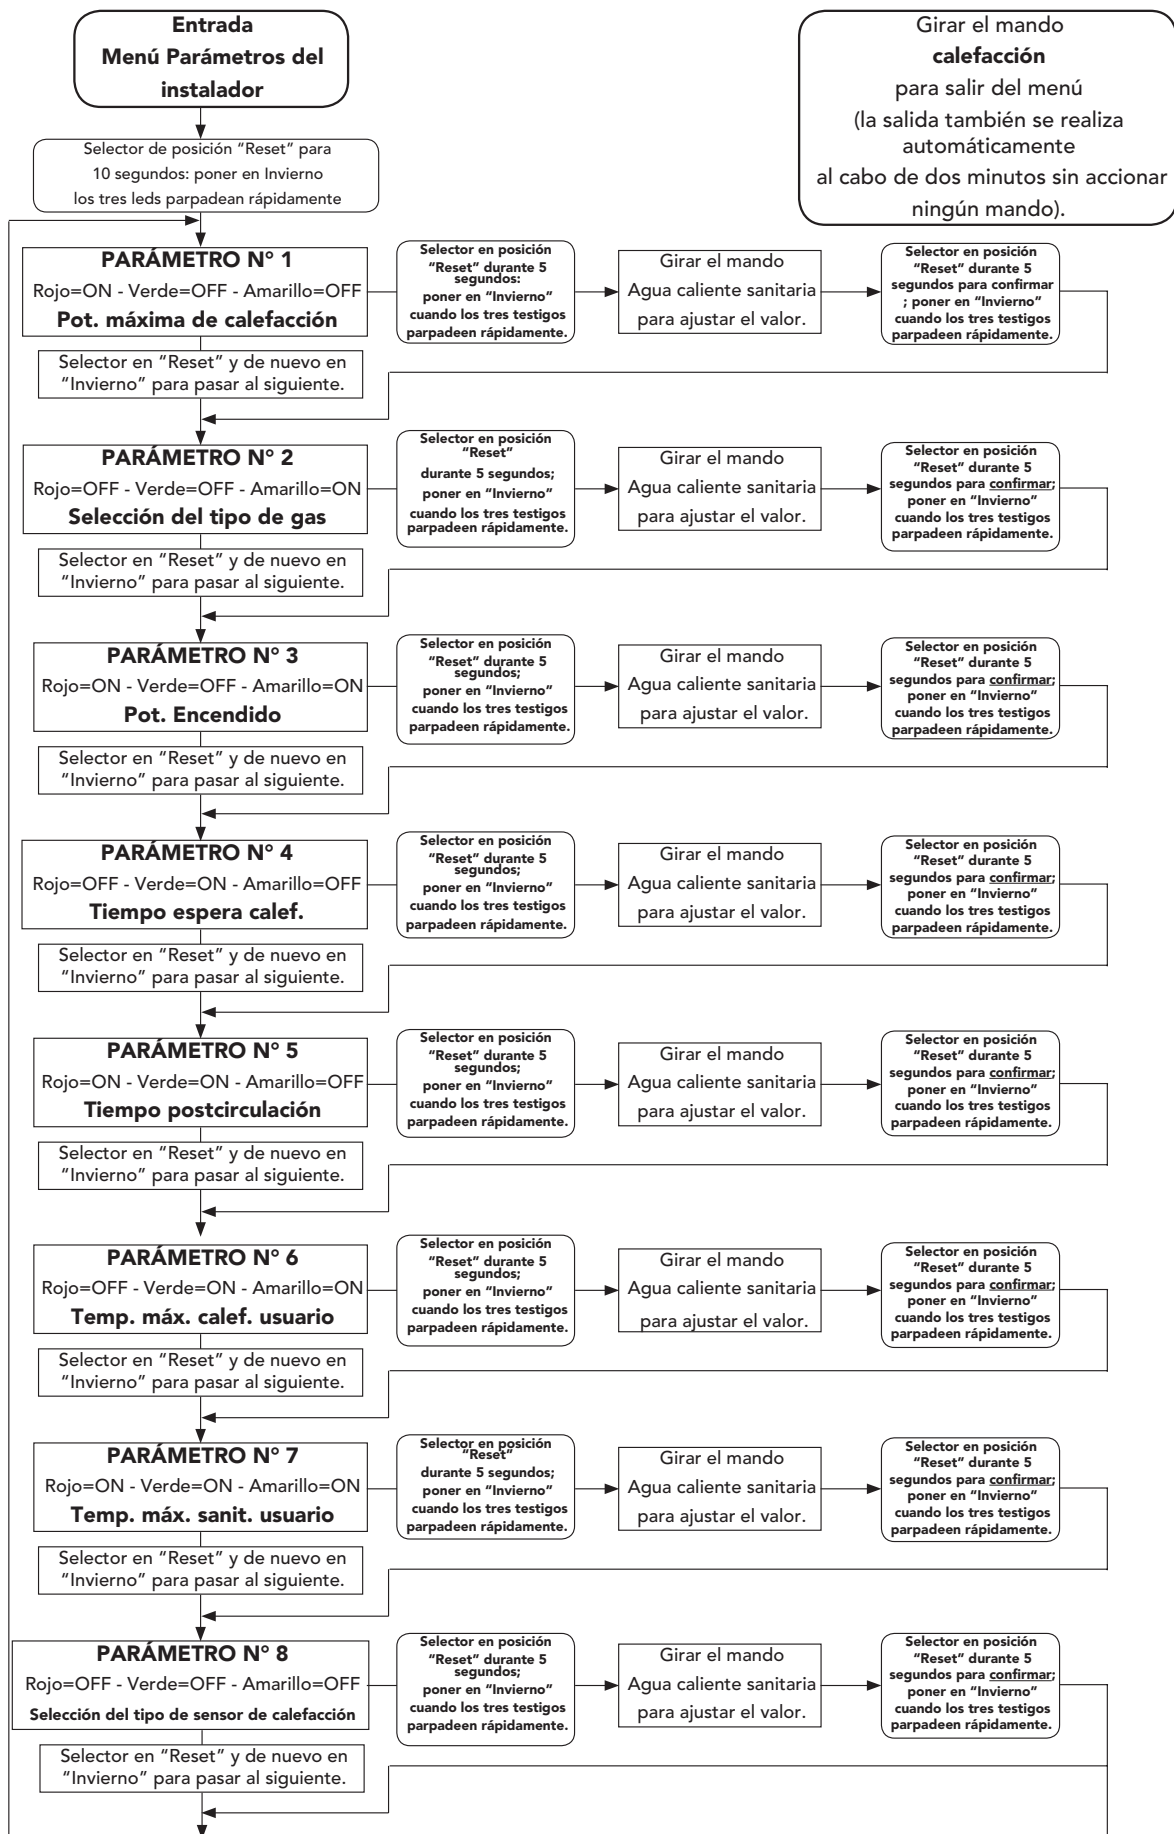 Entrada
Menú Parámetros del
instalador
Girar el mando
calefacción
para salir del menú
(la salida también se realiza
automáticamente
al cabo de dos minutos sin accionar
ningún mando).
Selector de posición “Reset” para
10 segundos: poner en Invierno
los tres leds parpadean rápidamente
PARÁMETRO N° 1
Rojo=ON - Verde=OFF - Amarillo=OFF
Pot. máxima de calefacción
Selector en posición
“Reset” durante 5
segundos:
poner en “Invierno”
cuando los tres testigos
parpadeen rápidamente.
Girar el mando
Agua caliente sanitaria
para ajustar el valor.
Selector en posición
“Reset” durante 5
segundos para confirmar
; poner en “Invierno”
cuando los tres testigos
parpadeen rápidamente.
Selector en “Reset” y de nuevo en
“Invierno” para pasar al siguiente.
PARÁMETRO N° 2
Rojo=OFF - Verde=OFF - Amarillo=ON
Selección del tipo de gas
Selector en posición
“Reset”
durante 5 segundos;
poner en “Invierno”
cuando los tres testigos
parpadeen rápidamente.
Girar el mando
Agua caliente sanitaria
para ajustar el valor.
Selector en posición
“Reset” durante 5
segundos para confirmar;
poner en “Invierno”
cuando los tres testigos
parpadeen rápidamente.
Selector en “Reset” y de nuevo en
“Invierno” para pasar al siguiente.
PARÁMETRO N° 3
Rojo=ON - Verde=OFF - Amarillo=ON
Pot. Encendido
Selector en posición
“Reset” durante 5
segundos;
poner en “Invierno”
cuando los tres testigos
parpadeen rápidamente.
Girar el mando
Agua caliente sanitaria
para ajustar el valor.
Selector en posición
“Reset” durante 5
segundos para confirmar;
poner en “Invierno”
cuando los tres testigos
parpadeen rápidamente.
Selector en “Reset” y de nuevo en
“Invierno” para pasar al siguiente.
PARÁMETRO N° 4
Rojo=OFF - Verde=ON - Amarillo=OFF
Tiempo espera calef.
Selector en posición
“Reset” durante 5
segundos;
poner en “Invierno”
cuando los tres testigos
parpadeen rápidamente.
Girar el mando
Agua caliente sanitaria
para ajustar el valor.
Selector en posición
“Reset” durante 5
segundos para confirmar;
poner en “Invierno”
cuando los tres testigos
parpadeen rápidamente.
Selector en “Reset” y de nuevo en
“Invierno” para pasar al siguiente.
PARÁMETRO N° 5
Rojo=ON - Verde=ON - Amarillo=OFF
Tiempo postcirculación
Selector en posición
“Reset” durante 5
segundos;
poner en “Invierno”
cuando los tres testigos
parpadeen rápidamente.
Girar el mando
Agua caliente sanitaria
para ajustar el valor.
Selector en posición
“Reset” durante 5
segundos para confirmar;
poner en “Invierno”
cuando los tres testigos
parpadeen rápidamente.
Selector en “Reset” y de nuevo en
“Invierno” para pasar al siguiente.
PARÁMETRO N° 6
Rojo=OFF - Verde=ON - Amarillo=ON
Temp. máx. calef. usuario
Selector en posición
“Reset” durante 5
segundos;
poner en “Invierno”
cuando los tres testigos
parpadeen rápidamente.
Girar el mando
Agua caliente sanitaria
para ajustar el valor.
Selector en posición
“Reset” durante 5
segundos para confirmar;
poner en “Invierno”
cuando los tres testigos
parpadeen rápidamente.
Selector en “Reset” y de nuevo en
“Invierno” para pasar al siguiente.
PARÁMETRO N° 7
Rojo=ON - Verde=ON - Amarillo=ON
Temp. máx. sanit. usuario
Selector en posición
“Reset”
durante 5 segundos;
poner en “Invierno”
cuando los tres testigos
parpadeen rápidamente.
Girar el mando
Agua caliente sanitaria
para ajustar el valor.
Selector en posición
“Reset” durante 5
segundos para confirmar;
poner en “Invierno”
cuando los tres testigos
parpadeen rápidamente.
Selector en “Reset” y de nuevo en
“Invierno” para pasar al siguiente.
PARÁMETRO N° 8
Rojo=OFF - Verde=OFF - Amarillo=OFF
Selección del tipo de sensor de calefacción
Selector en posición
“Reset” durante 5
segundos;
poner en “Invierno”
cuando los tres testigos
parpadeen rápidamente.
Girar el mando
Agua caliente sanitaria
para ajustar el valor.
Selector en posición
“Reset” durante 5
segundos para confirmar;
poner en “Invierno”
cuando los tres testigos
parpadeen rápidamente.
Selector en “Reset” y de nuevo en
“Invierno” para pasar al siguiente.